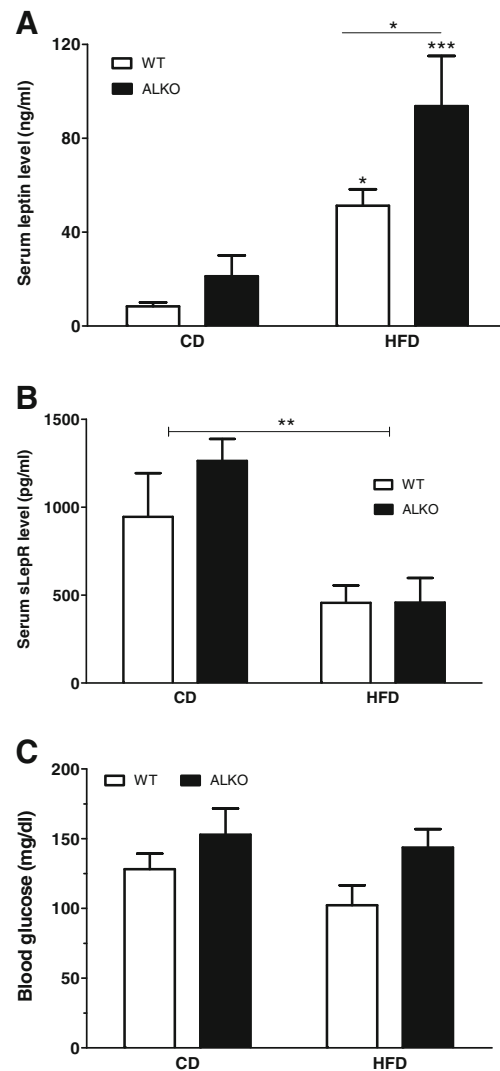 A
Serum leptin level (ng/ml)
120
80
40
0
WT
ALKO
*
*
***
CD
HFD
B
Serum sLepR level (pg/ml)
1500
1000
500
0
**
WT
ALKO
CD
HFD
C
Blood glucose (mg/dl)
200
150
100
50
0
WT
ALKO
CD
HFD